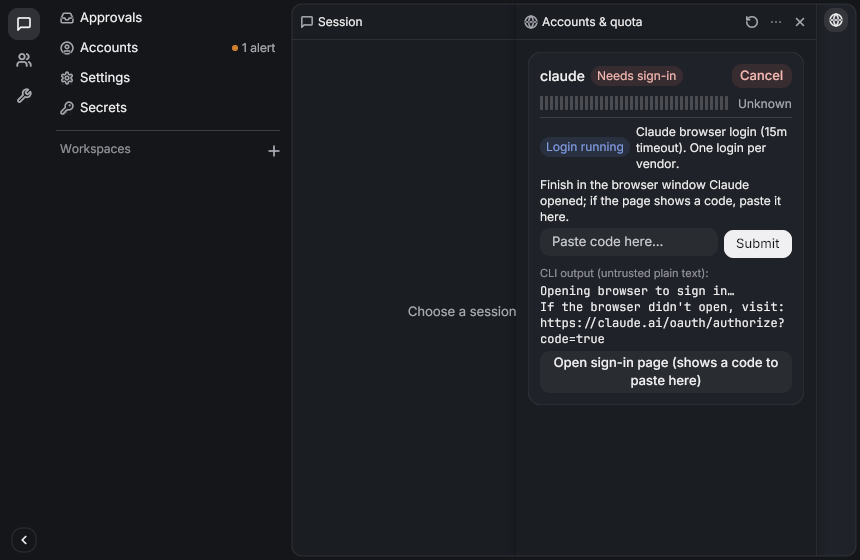 Approvals
Accounts
1 alert
Settings
Secrets
Workspaces
Session
Choose a session
Accounts & quota
claude
Needs sign-in
Cancel
Unknown
Login running
Claude browser login (15m
timeout). One login per
vendor.
Finish in the browser window Claude
opened; if the page shows a code, paste it
here.
Paste code here...
Submit
CLI output (untrusted plain text):
Opening browser to sign in…
If the browser didn't open, visit:
https://claude.ai/oauth/authorize?
code=true
Open sign-in page (shows a code to
paste here)